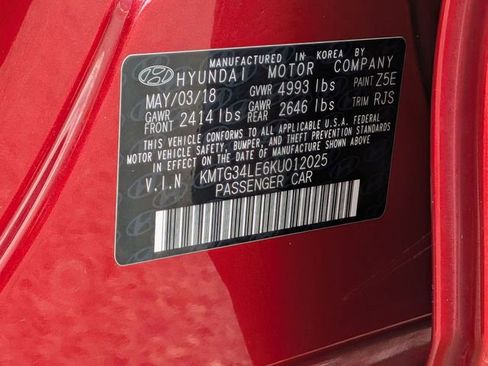 MANUFACTURED IN KOREA BY
HYUNDAI MOTOR COMPANY
MAY/03/18 GVWR 4993 lbs PAINT Z5E
GAWR FRONT 2414 lbs GAWR REAR 2646 lbs TRIM RJS
THIS VEHICLE CONFORMS TO ALL APPLICABLE U.S.A. FEDERAL
MOTOR VEHICLE SAFETY, BUMPER, AND THEFT PREVENTION STANDARDS
IN EFFECT ON THE DATE OF MANUFACTURE SHOWN ABOVE
V.I.N KMTG34LE6KU012025
PASSENGER CAR